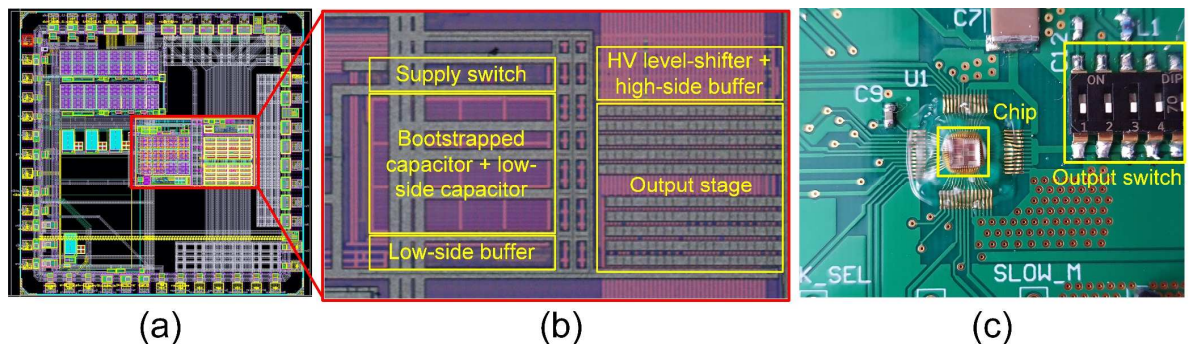 Supply switch
Bootstrapped
capacitor + low-
side capacitor
Low-side buffer
HV level-shifter +
high-side buffer
Output stage
C7
C12
L1
U1
C9
Chip
ON
DIP
1 2 3 4
Output switch
K_SEL
SLOW_M
(a)
(b)
(c)